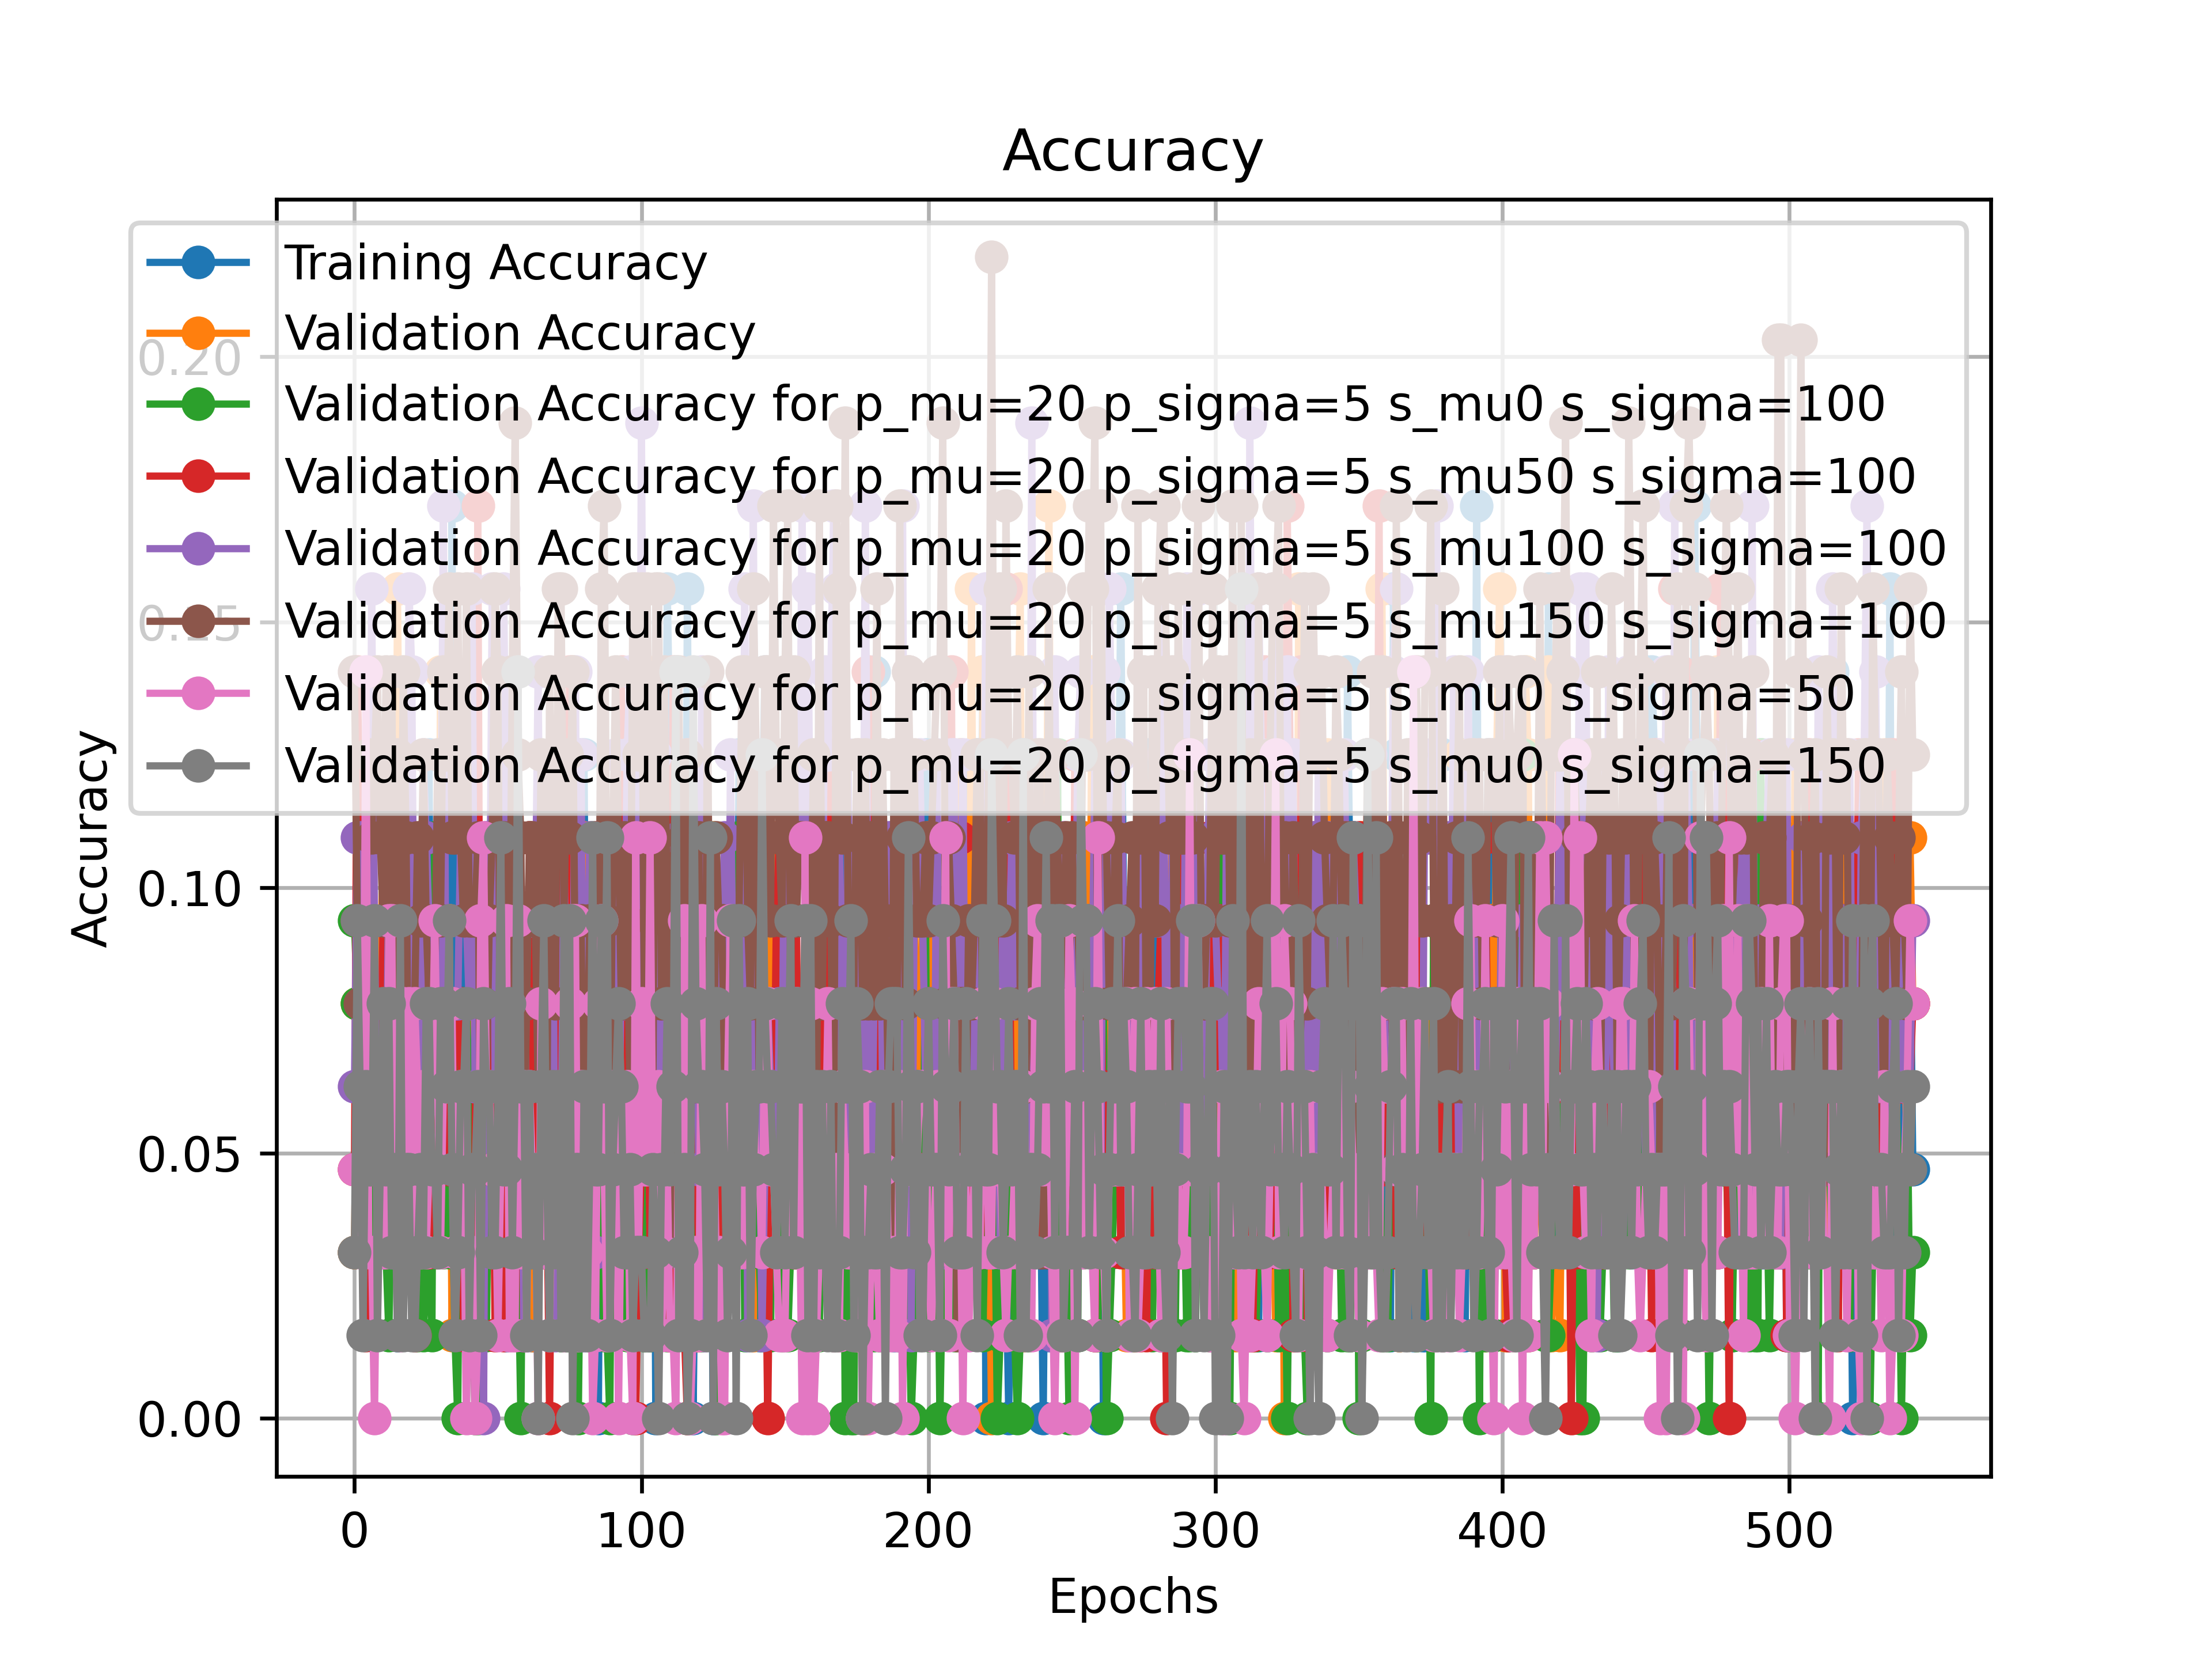 Accuracy
Training Accuracy
Validation Accuracy
0.20
Validation Accuracy for p_mu=20 p_sigma=5 s_mu0 s_sigma=100
Validation Accuracy for p_mu=20 p_sigma=5 s_mu50 s_sigma=100
Validation Accuracy for p_mu=20 p_sigma=5 s_mu100 s_sigma=100
Validation Accuracy for p_mu=20 p_sigma=5 s_mu150 s_sigma=100
0.15
Validation Accuracy for p_mu=20 p_sigma=5 s_mu0 s_sigma=50
Validation Accuracy for p_mu=20 p_sigma=5 s_mu0 s_sigma=150
Accuracy
0.10
0.05
0.00
0 100 200 300 400 500
Epochs